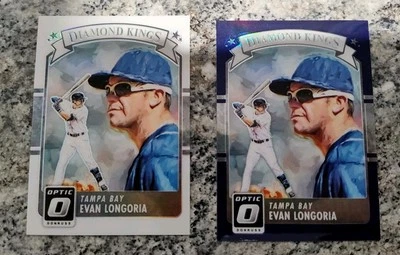 DIAMOND KINGS
OPTIC
DONRUSS
TAMPA BAY
EVAN LONGORIA
DIAMOND KINGS
OPTIC
DONRUSS
TAMPA BAY
EVAN LONGORIA